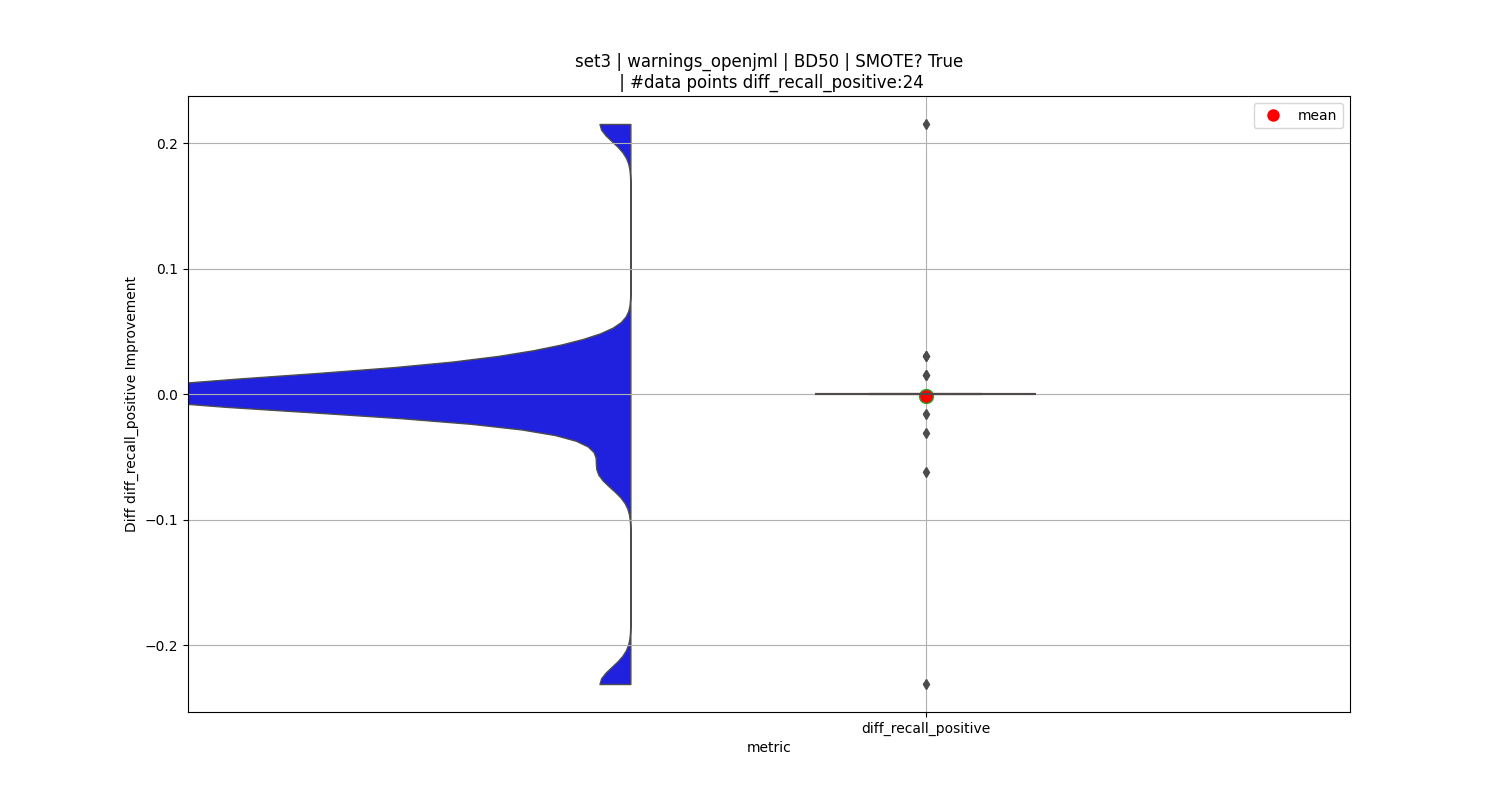 set3 | warnings_openjml | BD50 | SMOTE? True
| #data points diff_recall_positive:24
mean
0.2
0.1
0.0
−0.1
−0.2
Diff diff_recall_positive Improvement
diff_recall_positive
metric